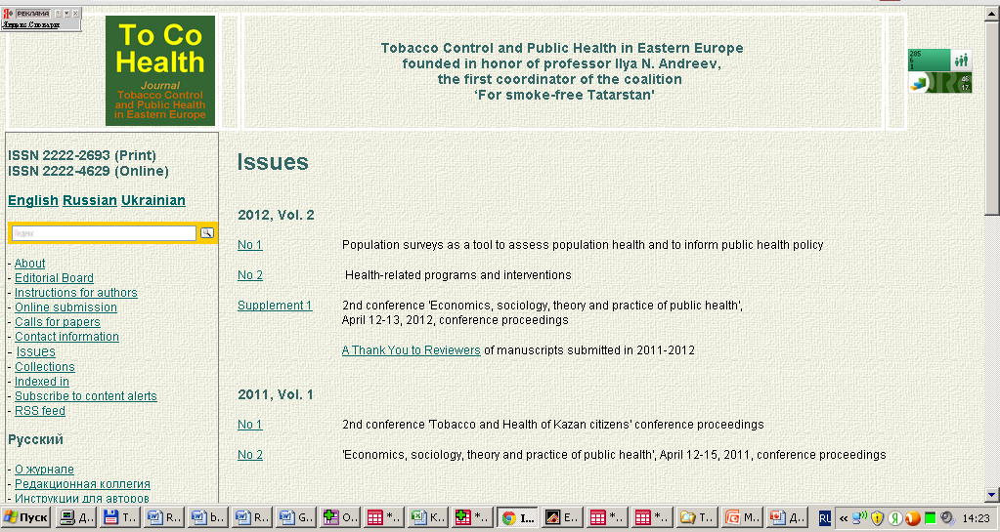 РЕКЛАМА
Яндекс.Словари
To Co
Health
Journal
Tobacco Control
and Public Health
in Eastern Europe
Tobacco Control and Public Health in Eastern Europe
founded in honor of professor Ilya N. Andreev,
the first coordinator of the coalition
‘For smoke-free Tatarstan'
285
6
1
46
17
ISSN 2222-2693 (Print)
ISSN 2222-4629 (Online)
English Russian Ukrainian
Яндекс
- About
- Editorial Board
- Instructions for authors
- Online submission
- Calls for papers
- Contact information
- Issues
- Collections
- Indexed in
- Subscribe to content alerts
- RSS feed
Русский
- О журнале
- Редакционная коллегия
- Инструкции для авторов
Issues
2012, Vol. 2
No 1 Population surveys as a tool to assess population health and to inform public health policy
No 2 Health-related programs and interventions
Supplement 1 2nd conference 'Economics, sociology, theory and practice of public health',
April 12-13, 2012, conference proceedings
A Thank You to Reviewers of manuscripts submitted in 2011-2012
2011, Vol. 1
No 1 2nd conference 'Tobacco and Health of Kazan citizens' conference proceedings
No 2 'Economics, sociology, theory and practice of public health', April 12-15, 2011, conference proceedings
Пуск Д... Т... R... b... R... G... O... *... K... *... I... E... *... *... Т... M... Д... RU « 14:23